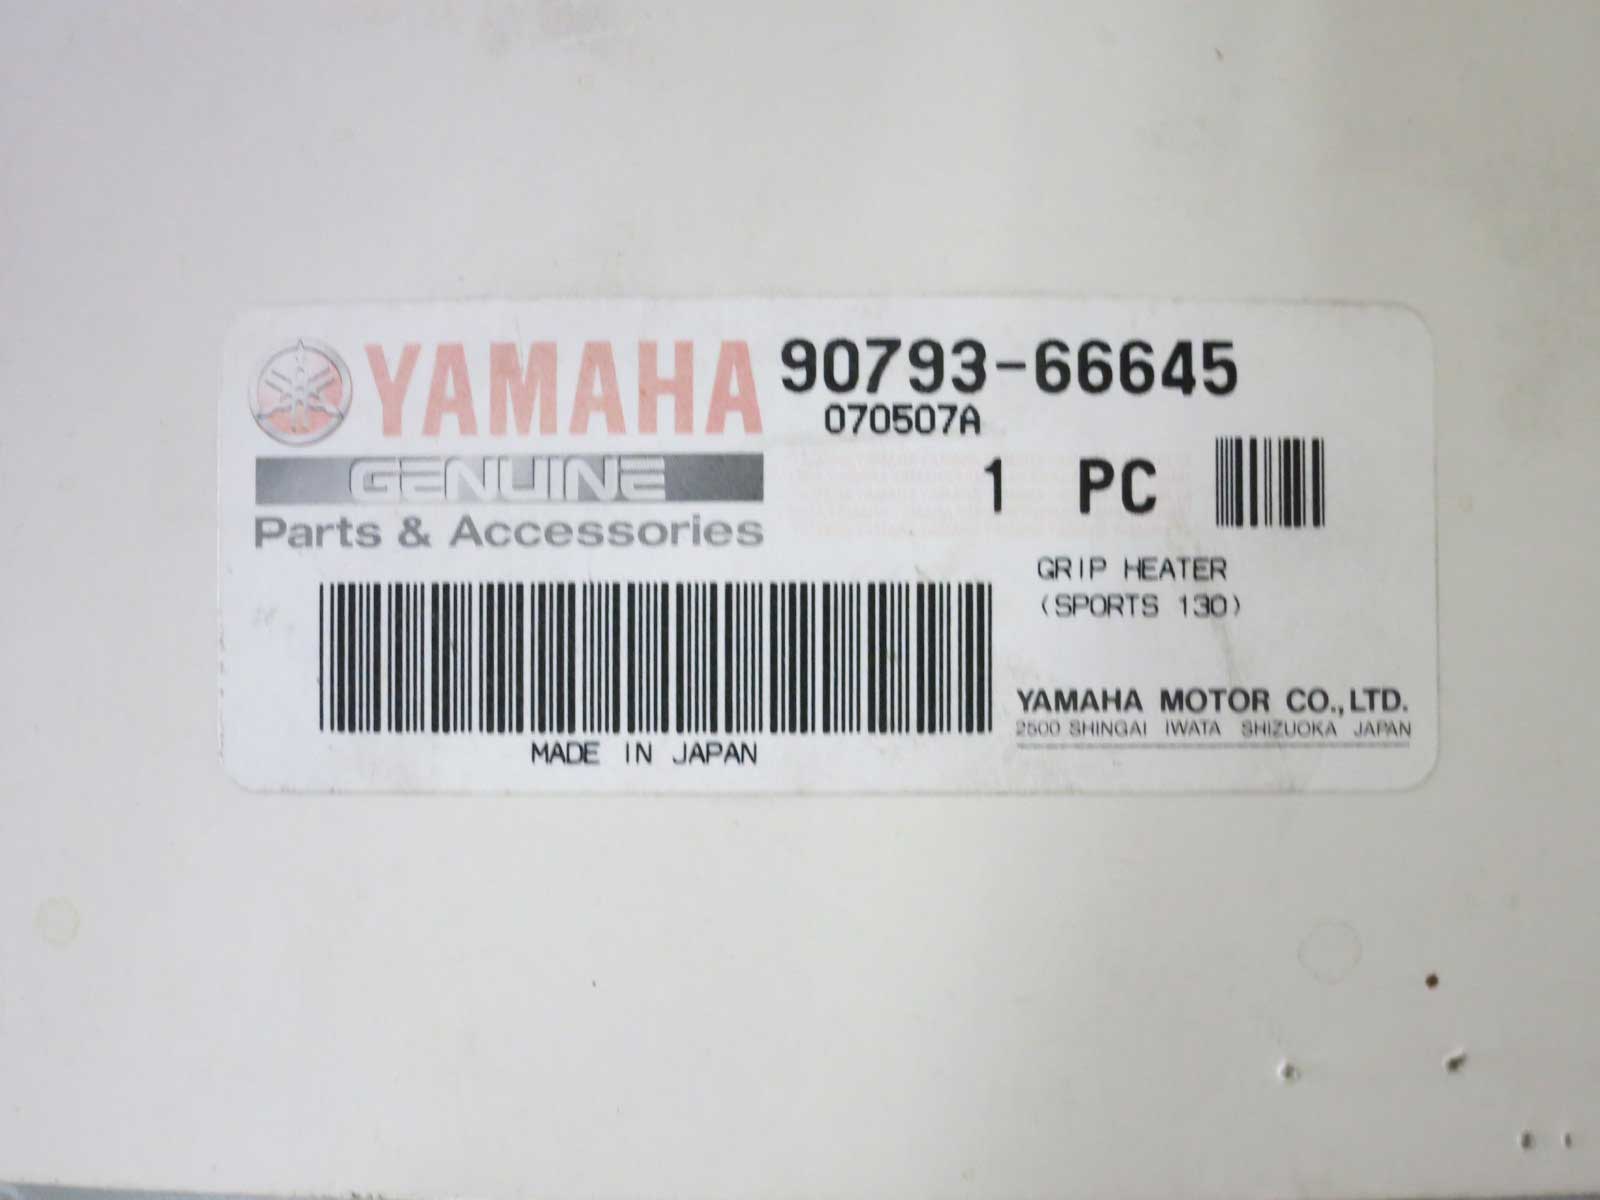 YAMAHA 90793-66645
070507A
GENUINE
1 PC
Parts & Accessories
GRIP HEATER
(SPORTS 130)
YAMAHA MOTOR CO.,LTD.
2500 SHINGAI IWATA SHIZUOKA JAPAN
MADE IN JAPAN